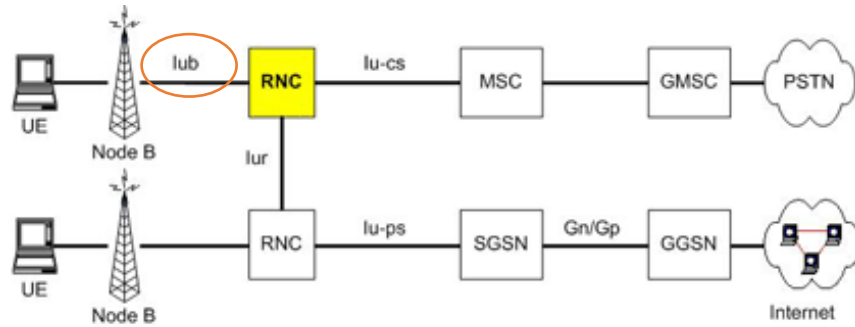 Iub
RNC
Iu-cs
MSC
GMSC
PSTN
UE
Node B
Iur
RNC
Iu-ps
SGSN
Gn/Gp
GGSN
UE
Node B
Internet